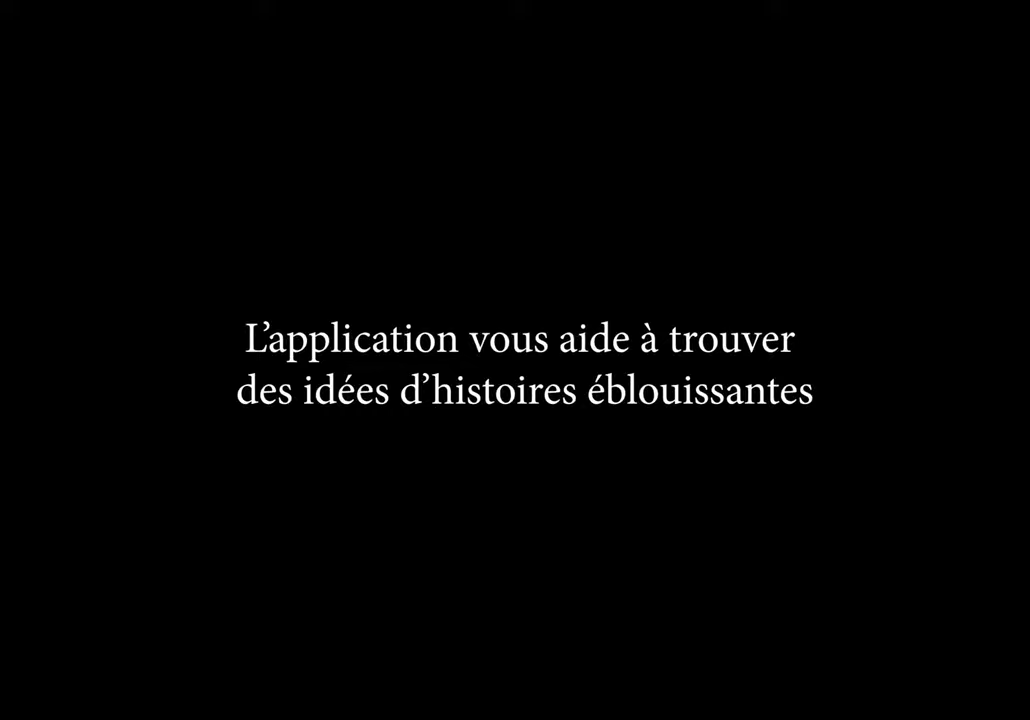 L’application vous aide à trouver
des idées d’histoires éblouissantes